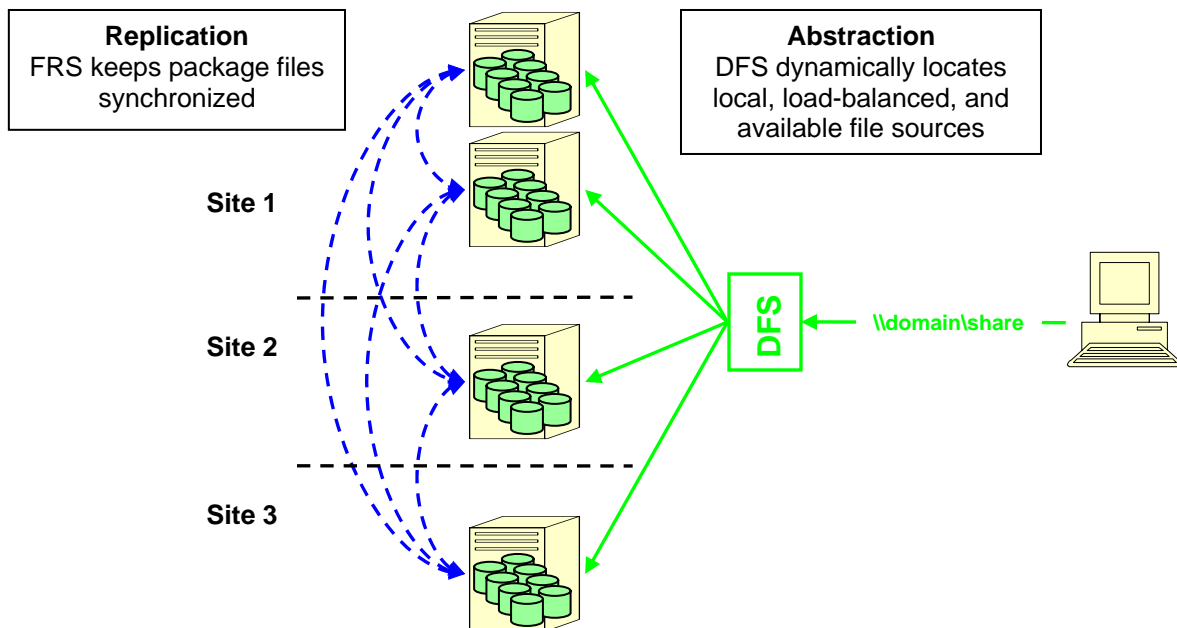 Replication
FRS keeps package files
synchronized
Abstraction
DFS dynamically locates
local, load-balanced, and
available file sources
Site 1
Site 2
Site 3
DFS
\\domain\share